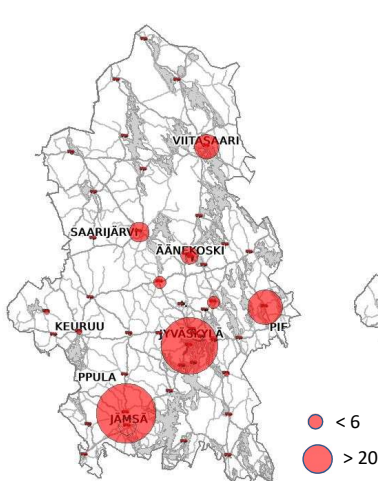 VIITASAARI
SAARIJÄRVI
ÄÄNEKOSKI
KEURUU
JYVÄSKYLÄ
PIE
PPULA
JÄMSÄ
< 6
> 20